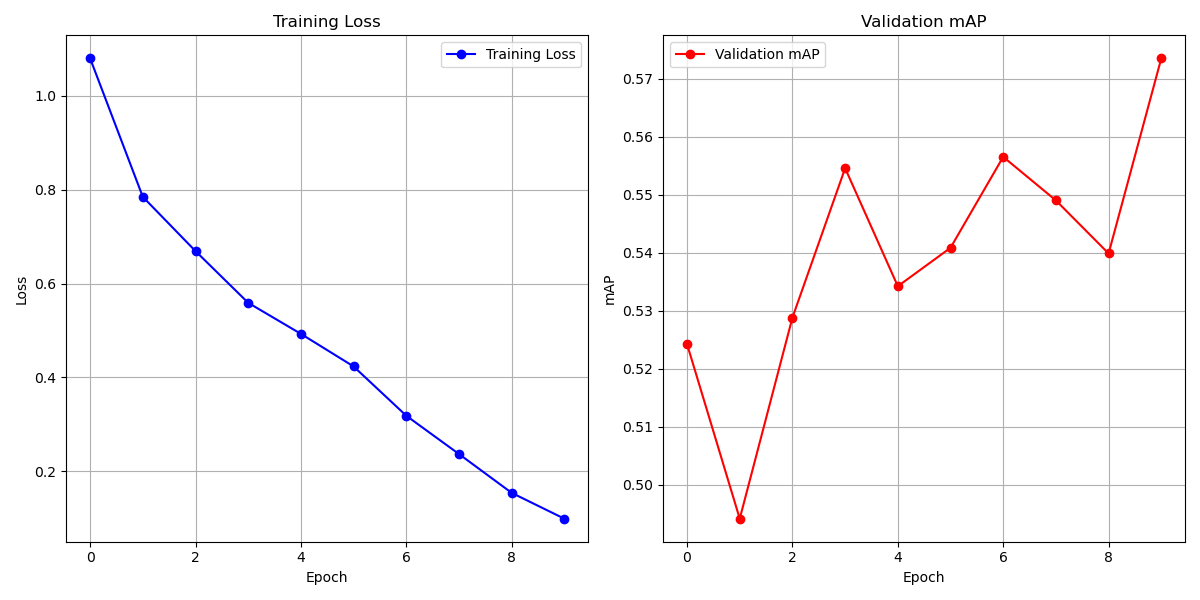 Training Loss
Training Loss
1.0
0.8
0.6
0.4
0.2
Loss
0 2 4 6 8
Epoch
Validation mAP
Validation mAP
0.57
0.56
0.55
0.54
0.53
0.52
0.51
0.50
mAP
0 2 4 6 8
Epoch